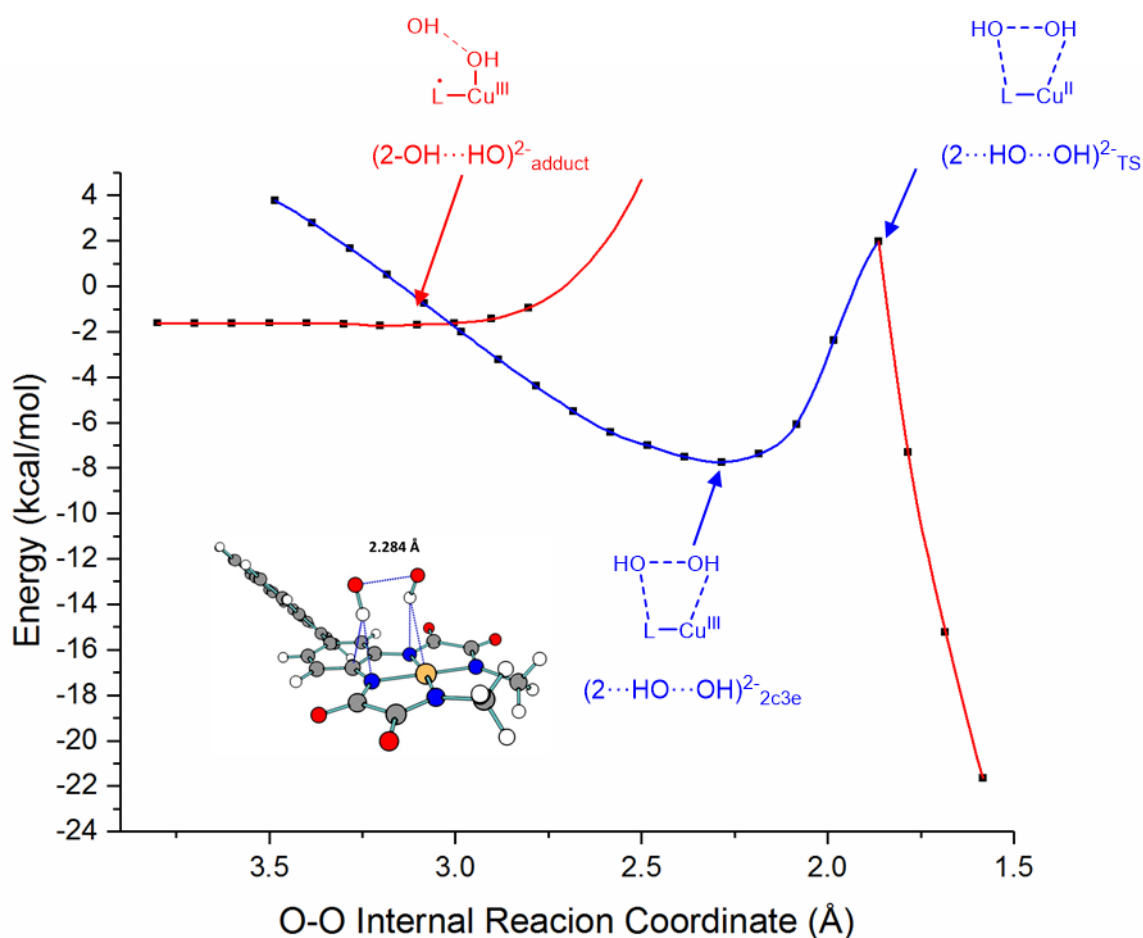 OH
OH
L̇—Cu^III
(2-OH···HO)^2-_adduct
HO----OH
L—Cu^II
(2···HO···OH)^2-_TS
4
2
0
-2
-4
-6
-8
-10
-12
-14
-16
-18
-20
-22
-24
Energy (kcal/mol)
2.284 Å
HO----OH
L—Cu^III
(2···HO···OH)^2-_2c3e
3.5
3.0
2.5
2.0
1.5
O-O Internal Reacion Coordinate (Å)